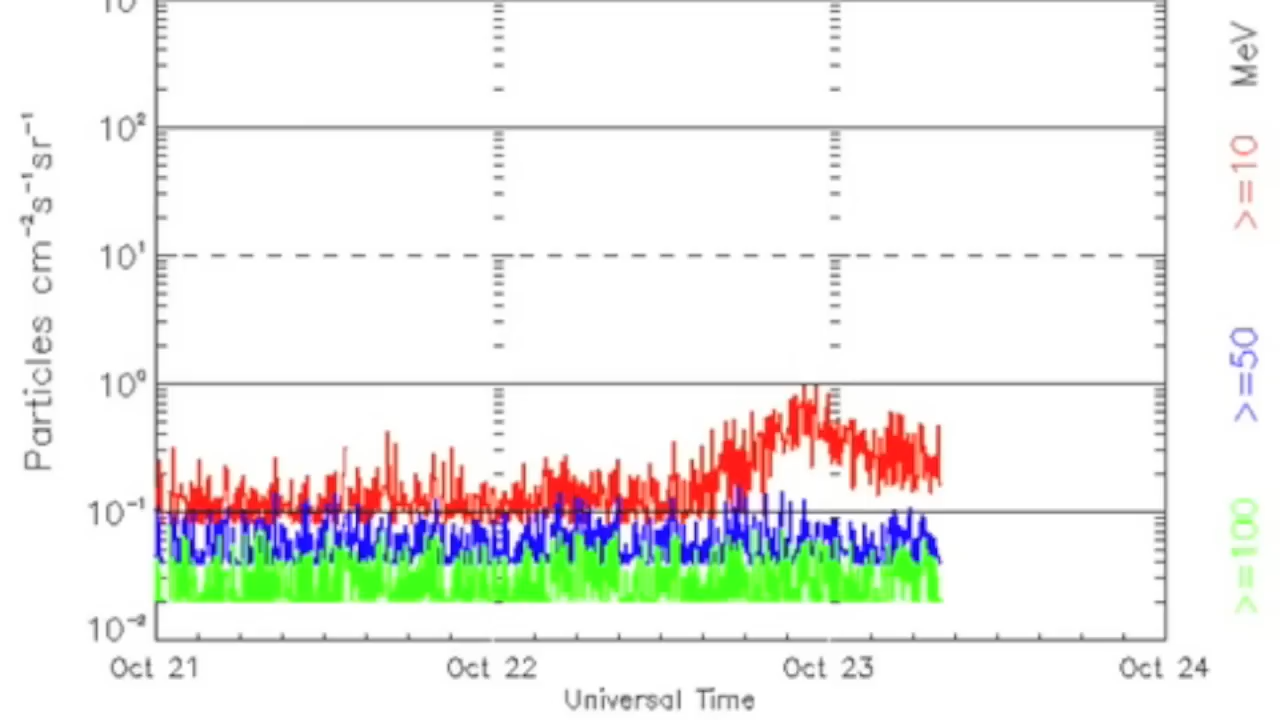 10
10²
10¹
10⁰
10⁻¹
10⁻²
Particles cm⁻²s⁻¹sr⁻¹
Oct 21 Oct 22 Oct 23 Oct 24
Universal Time
>=100 >=50 >=10 MeV